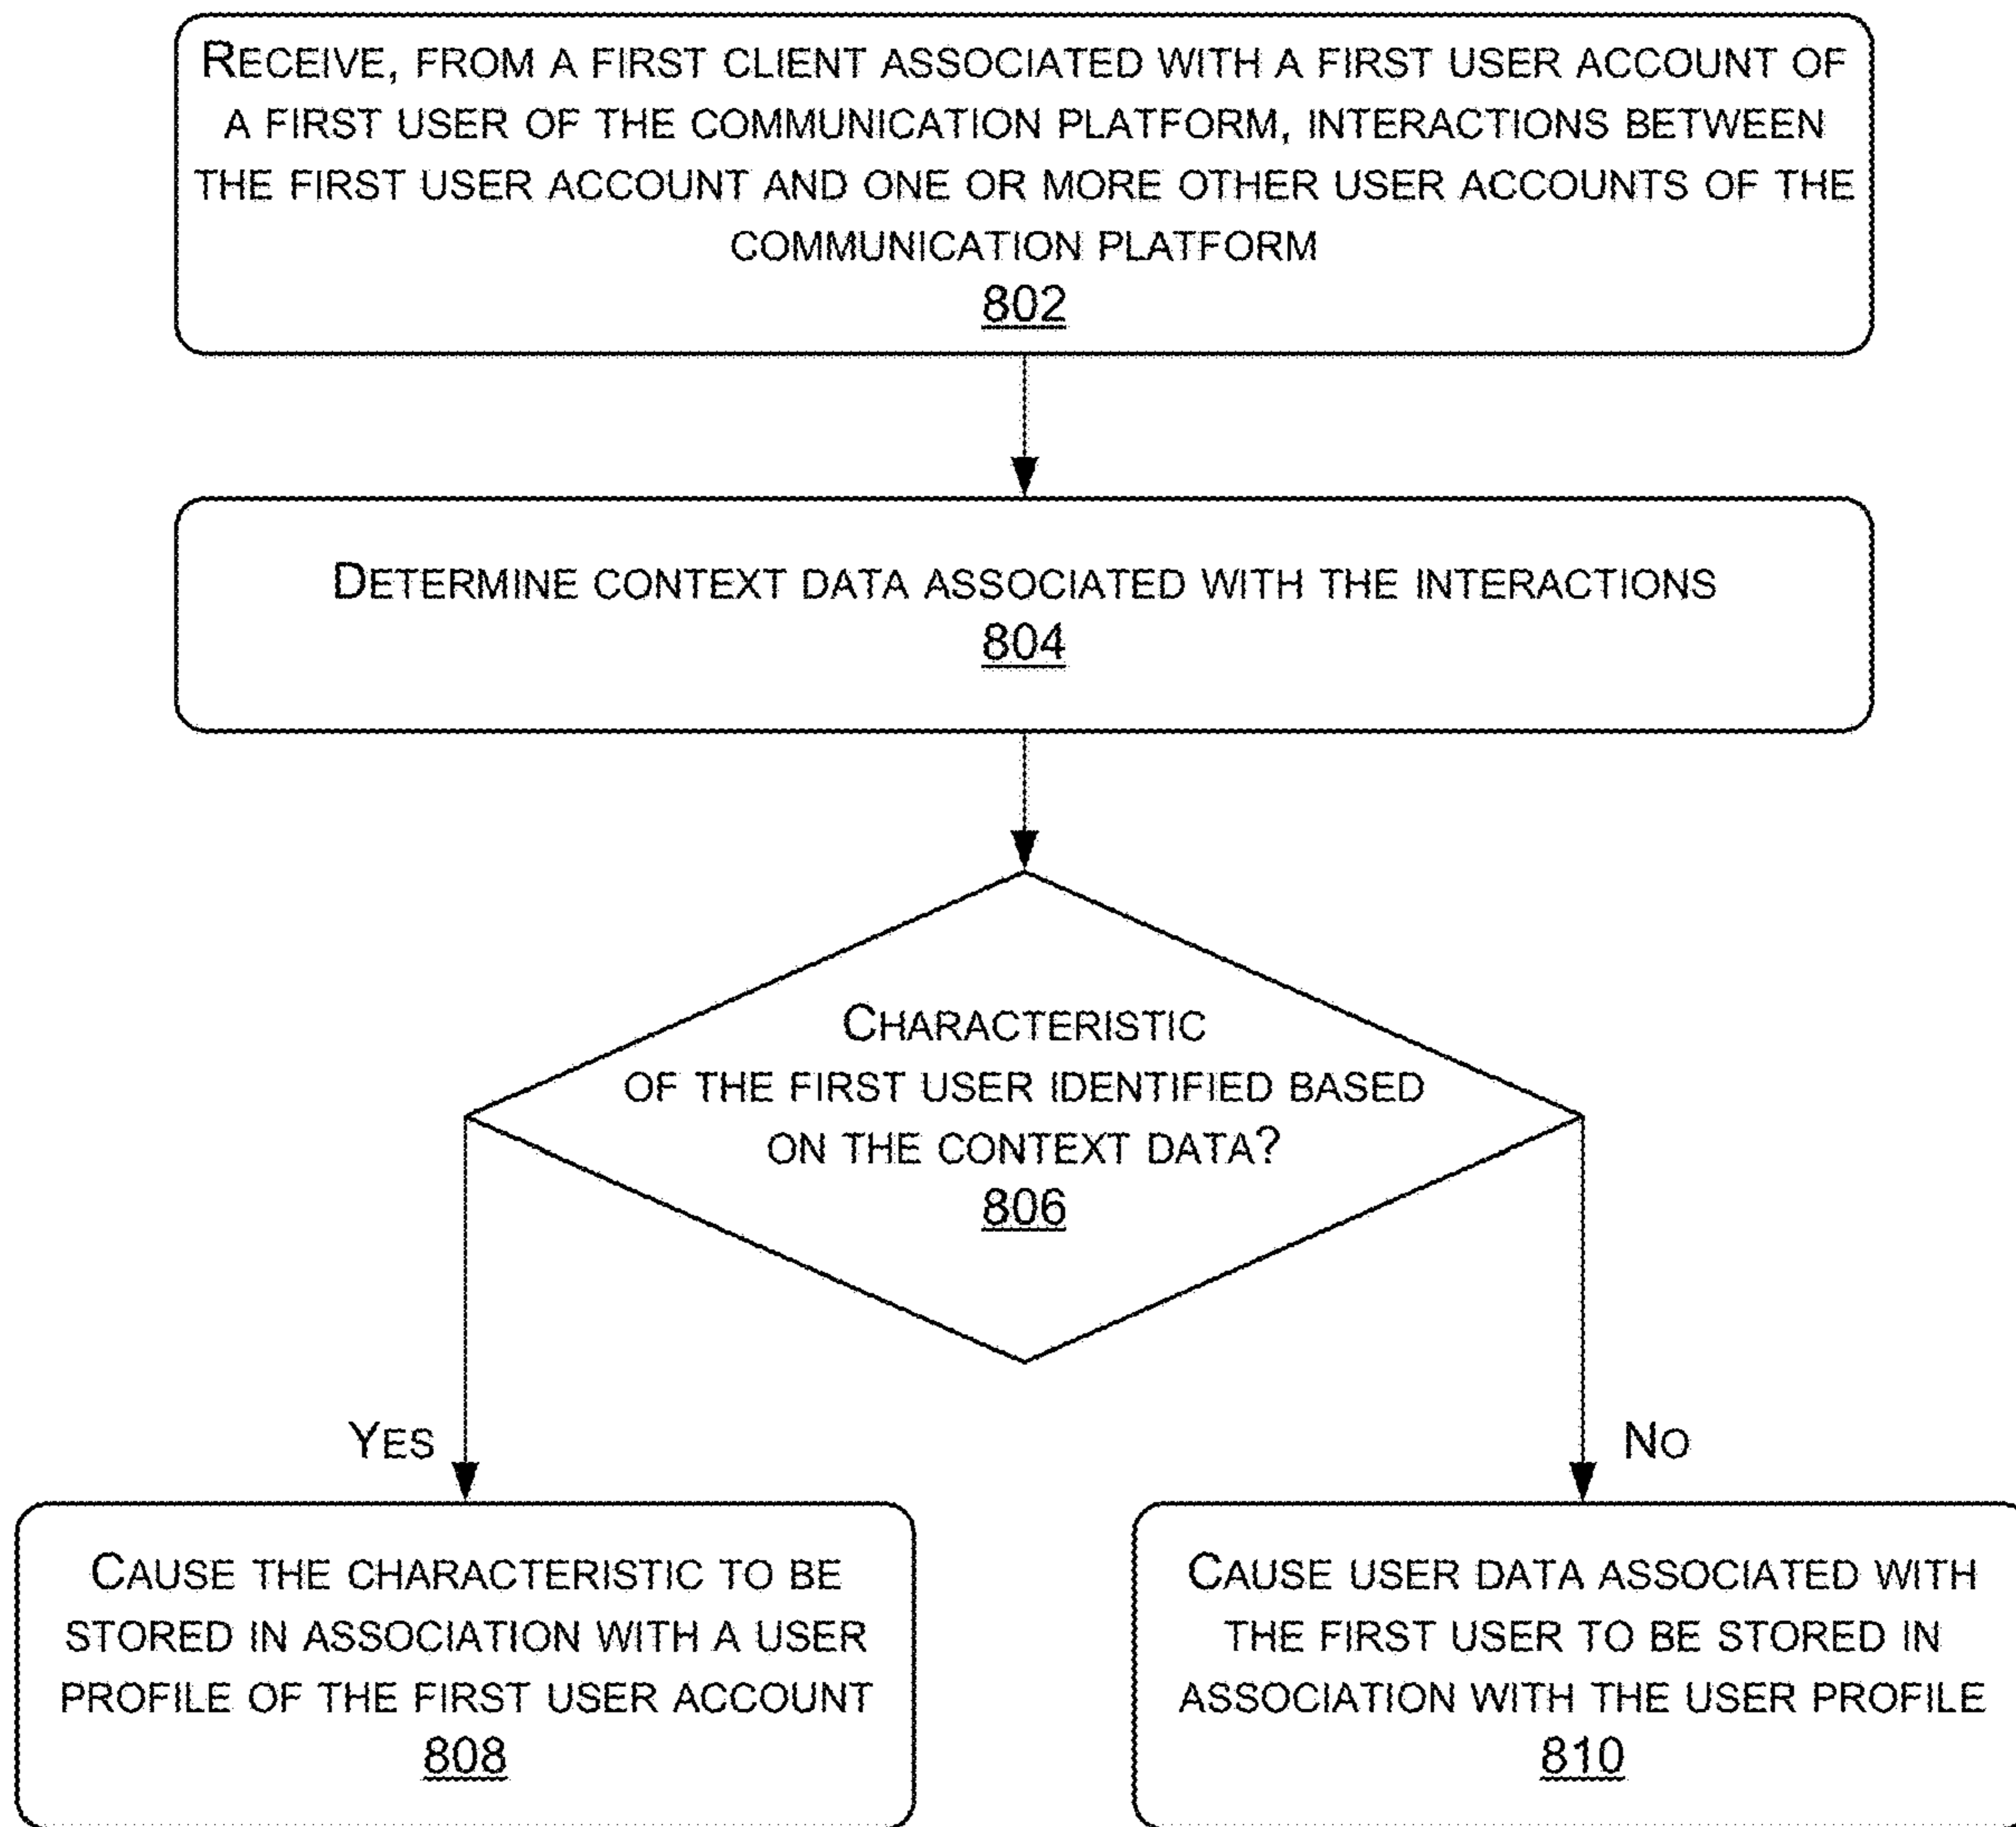 RECEIVE, FROM A FIRST CLIENT ASSOCIATED WITH A FIRST USER ACCOUNT OF
A FIRST USER OF THE COMMUNICATION PLATFORM, INTERACTIONS BETWEEN
THE FIRST USER ACCOUNT AND ONE OR MORE OTHER USER ACCOUNTS OF THE
COMMUNICATION PLATFORM
802
DETERMINE CONTEXT DATA ASSOCIATED WITH THE INTERACTIONS
804
CHARACTERISTIC
OF THE FIRST USER IDENTIFIED BASED
ON THE CONTEXT DATA?
806
YES
NO
CAUSE THE CHARACTERISTIC TO BE
STORED IN ASSOCIATION WITH A USER
PROFILE OF THE FIRST USER ACCOUNT
808
CAUSE USER DATA ASSOCIATED WITH
THE FIRST USER TO BE STORED IN
ASSOCIATION WITH THE USER PROFILE
810